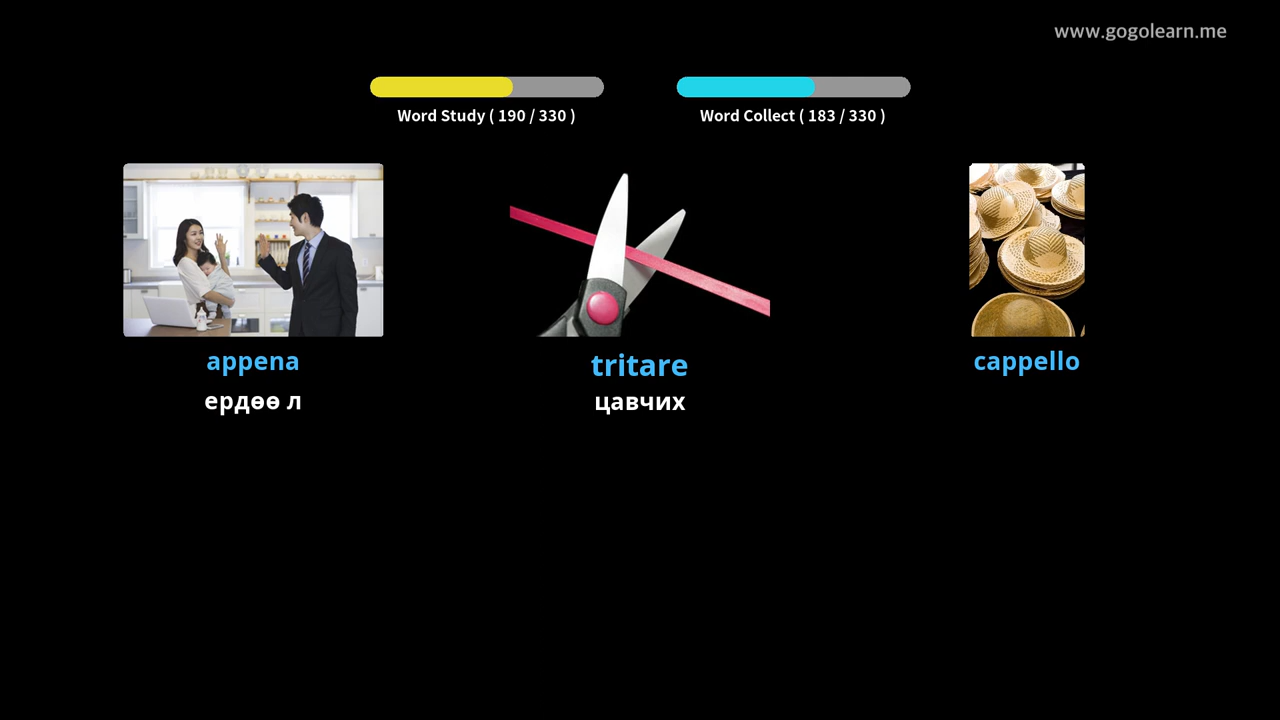 www.gogolearn.me
Word Study ( 190 / 330 )
Word Collect ( 183 / 330 )
appena
tritare
cappello
ердөө л
цавчих